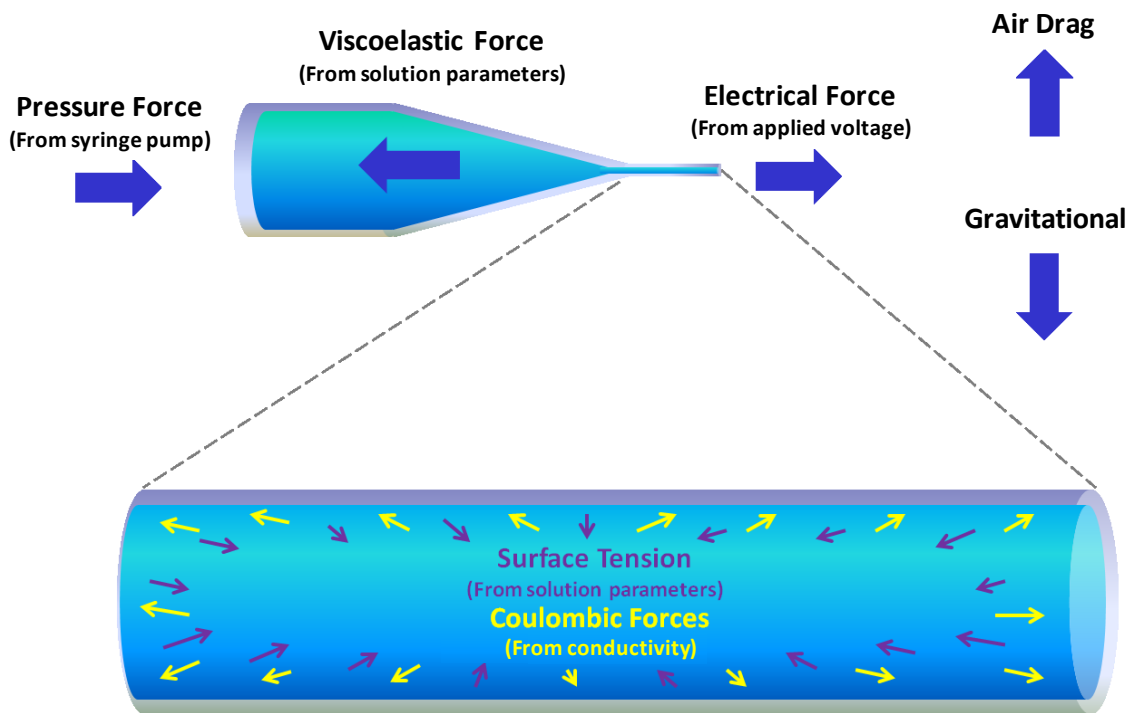 Air Drag
Viscoelastic Force
(From solution parameters)
Pressure Force
(From syringe pump)
Electrical Force
(From applied voltage)
Gravitational
Surface Tension
(From solution parameters)
Coulombic Forces
(From conductivity)